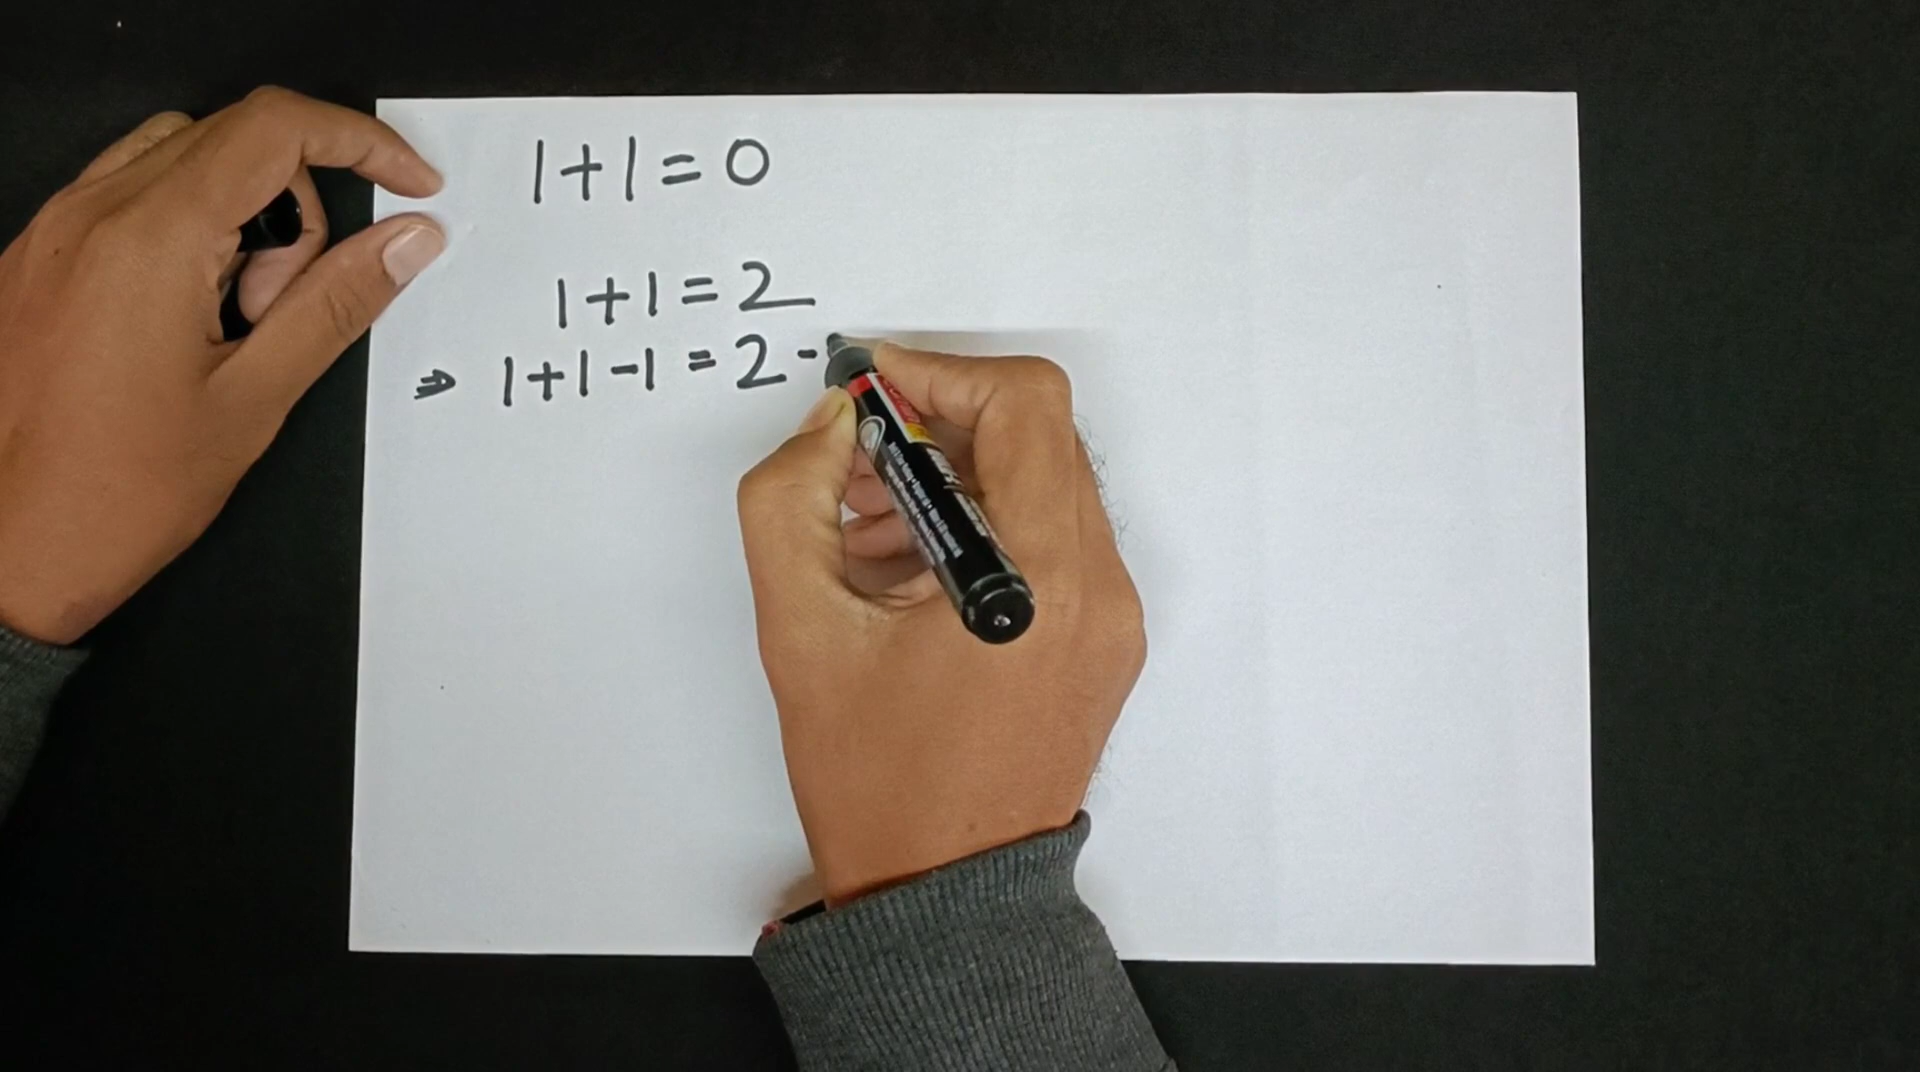 1+1=0
1+1=2
⇒ 1+1-1 = 2-